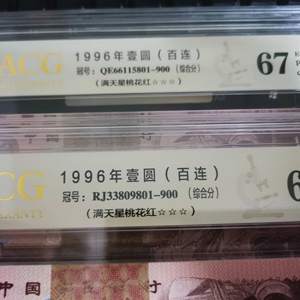 ACG
1996年壹圆（百连）
冠号：QE66115801-900（综合分）
（满天星桃花红☆☆☆）
67
CG
1996年壹圆（百连）
冠号：RJ33809801-900（综合分）
（满天星桃花红☆☆☆）
6
中国
行